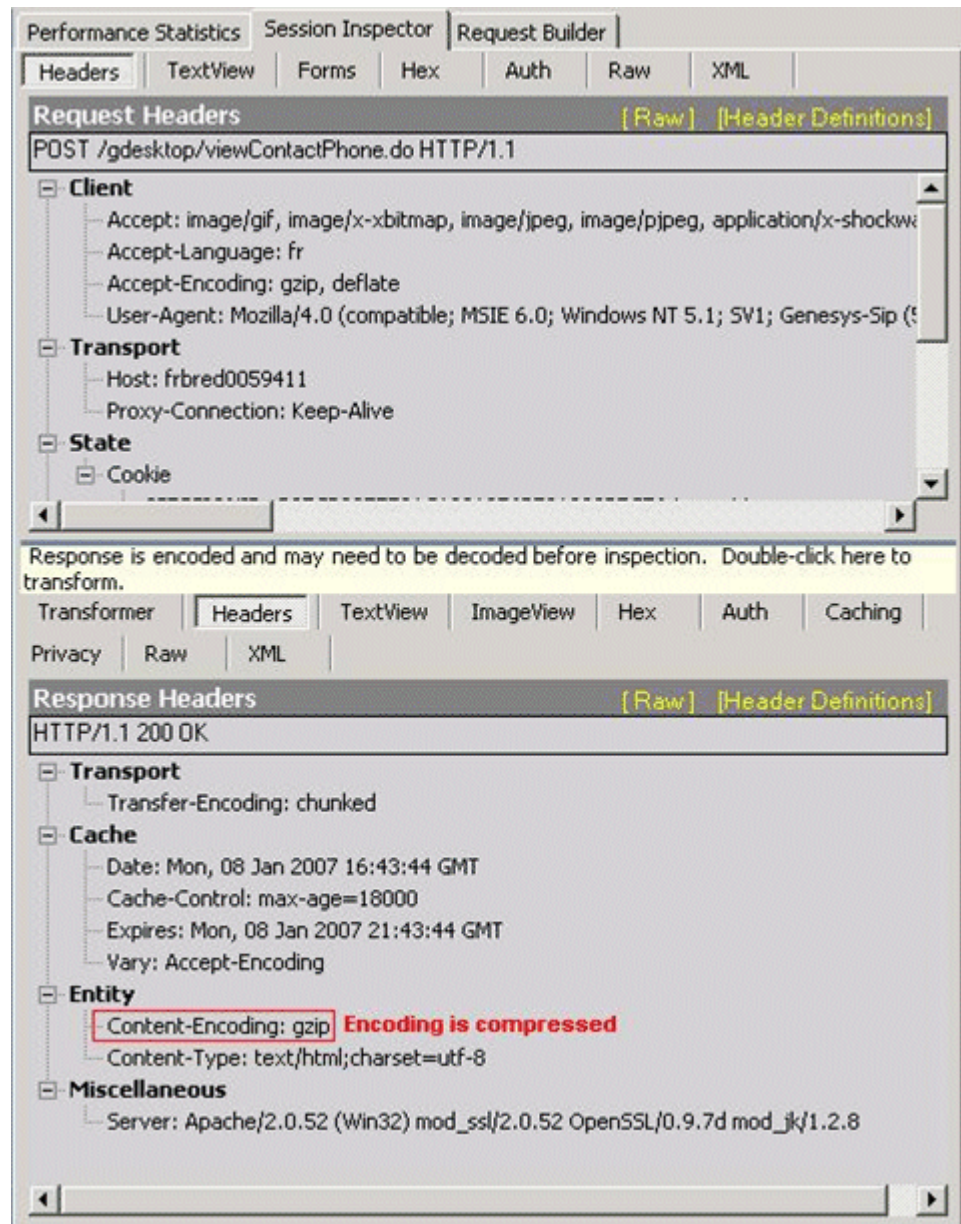 Performance Statistics Session Inspector Request Builder
Headers TextView Forms Hex Auth Raw XML
Request Headers [Raw] [Header Definitions]
POST /gdesktop/viewContactPhone.do HTTP/1.1
Client
Accept: image/gif, image/x-xbitmap, image/jpeg, image/pjpeg, application/x-shockwa
Accept-Language: fr
Accept-Encoding: gzip, deflate
User-Agent: Mozilla/4.0 (compatible; MSIE 6.0; Windows NT 5.1; SV1; Genesys-Sip (
Transport
Host: frbred0059411
Proxy-Connection: Keep-Alive
State
Cookie
Response is encoded and may need to be decoded before inspection. Double-click here to
transform.
Transformer Headers TextView ImageView Hex Auth Caching
Privacy Raw XML
Response Headers [Raw] [Header Definitions]
HTTP/1.1 200 OK
Transport
Transfer-Encoding: chunked
Cache
Date: Mon, 08 Jan 2007 16:43:44 GMT
Cache-Control: max-age=18000
Expires: Mon, 08 Jan 2007 21:43:44 GMT
Vary: Accept-Encoding
Entity
Content-Encoding: gzip Encoding is compressed
Content-Type: text/html;charset=utf-8
Miscellaneous
Server: Apache/2.0.52 (Win32) mod_ssl/2.0.52 OpenSSL/0.9.7d mod_jk/1.2.8